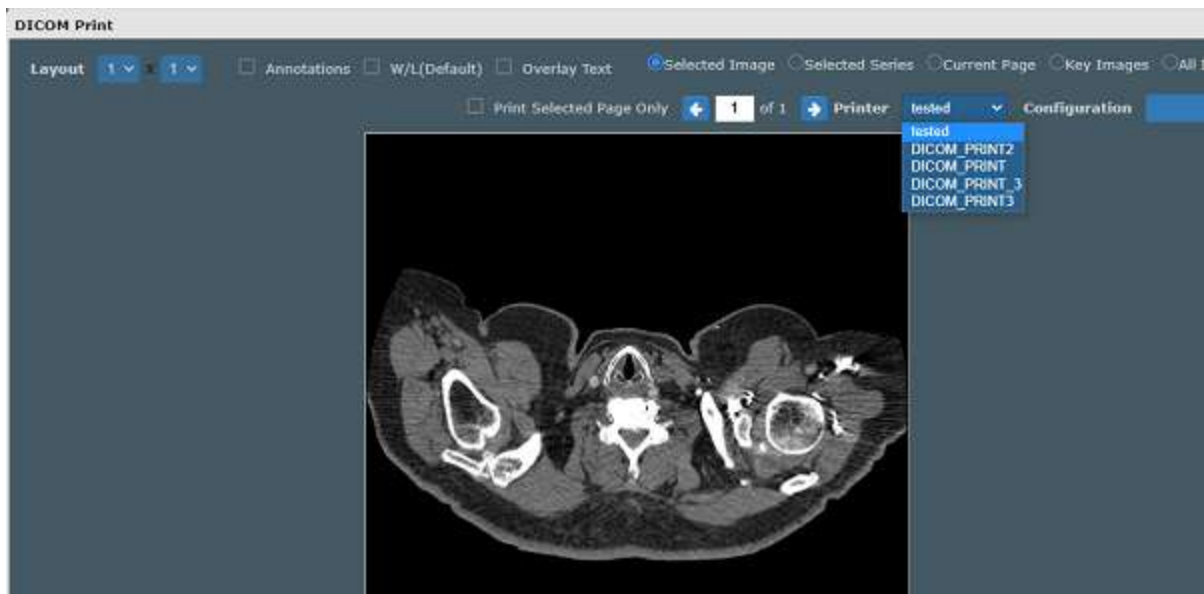 DICOM Print
Layout 1 x 1 Annotations W/L(Default) Overlay Text Selected Image Selected Series Current Page Key Images All
Print Selected Page Only 1 of 1 Printer tested Configuration
tested
DICOM_PRINT2
DICOM_PRINT
DICOM_PRINT_3
DICOM_PRINT3